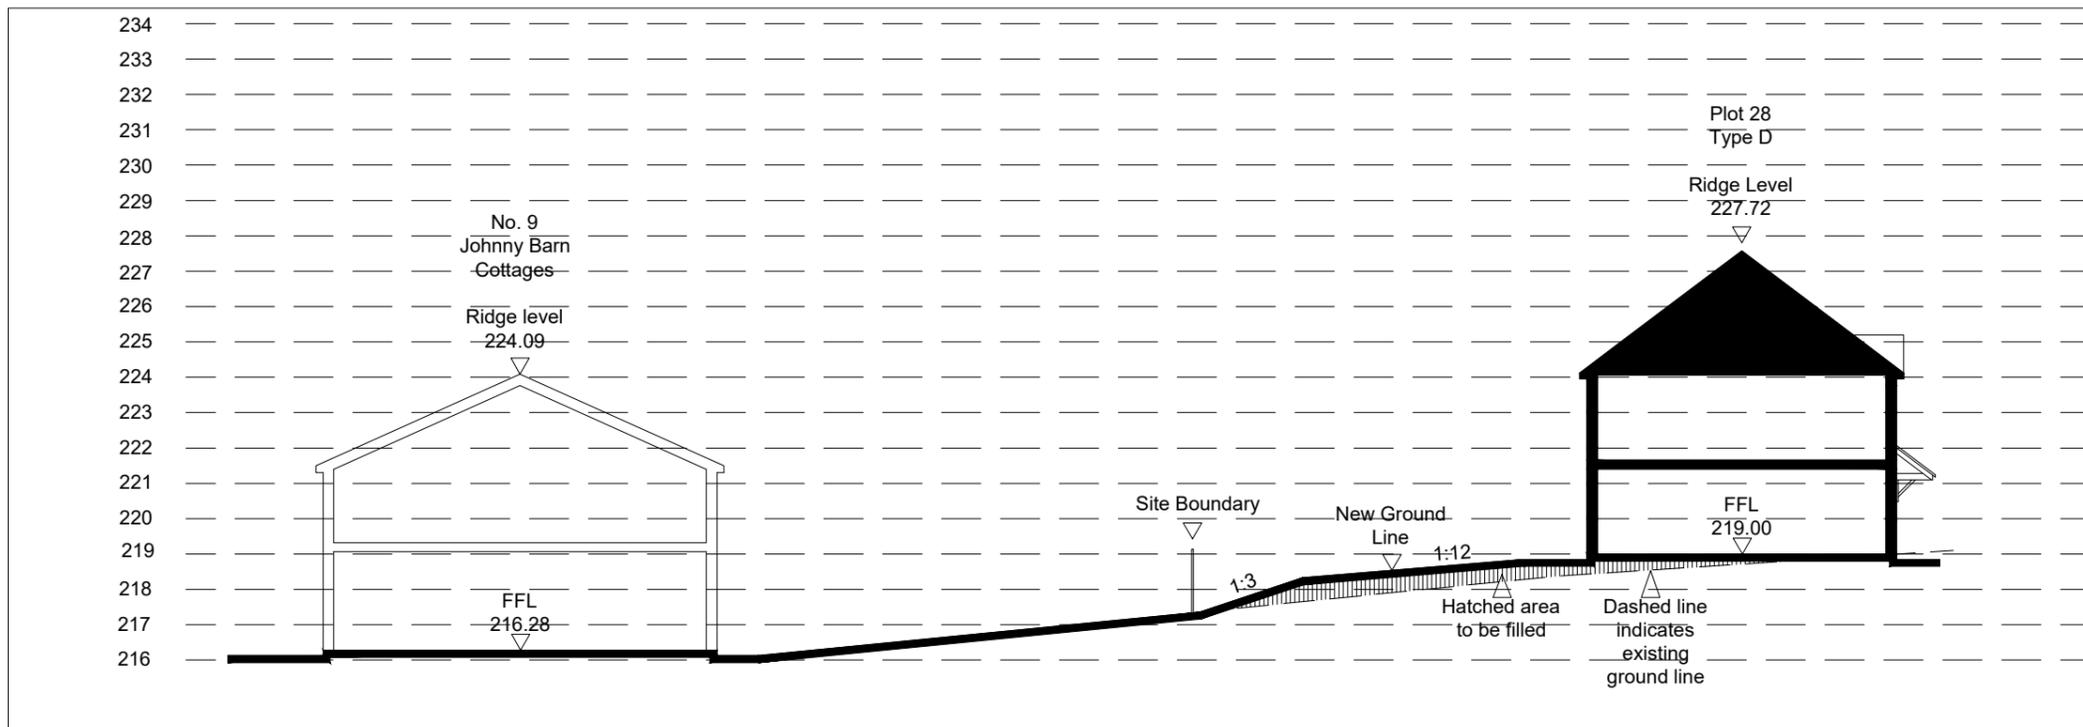 234
233
232
231
230
229
228
227
226
225
224
223
222
221
220
219
218
217
216
No. 9
Johnny Barn
Cottages
Ridge level
224.09
FFL
216.28
Site Boundary
New Ground
Line
1:3
1:12
Hatched area
to be filled
Plot 28
Type D
Ridge Level
227.72
FFL
219.00
Dashed line
indicates
existing
ground line